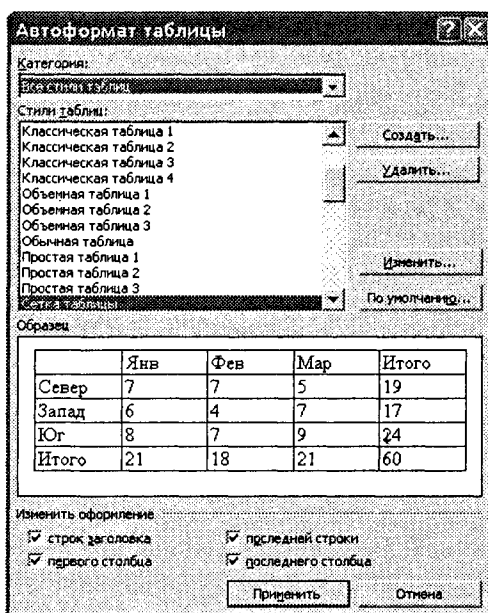 Автоформат таблицы
Категория:
Все стили таблиц
Стили таблиц:
Классическая таблица 1
Классическая таблица 2
Классическая таблица 3
Классическая таблица 4
Объемная таблица 1
Объемная таблица 2
Объемная таблица 3
Обычная таблица
Простая таблица 1
Простая таблица 2
Простая таблица 3
Сетка таблицы
Создать...
Удалить...
Изменить...
По умолчанию...
Образец
Янв Фев Мар Итого
Север 7 7 5 19
Запад 6 4 7 17
Юг 8 7 9 24
Итого 21 18 21 60
Изменить оформление
строк заголовка последней строки
первого столбца последнего столбца
Применить Отмена